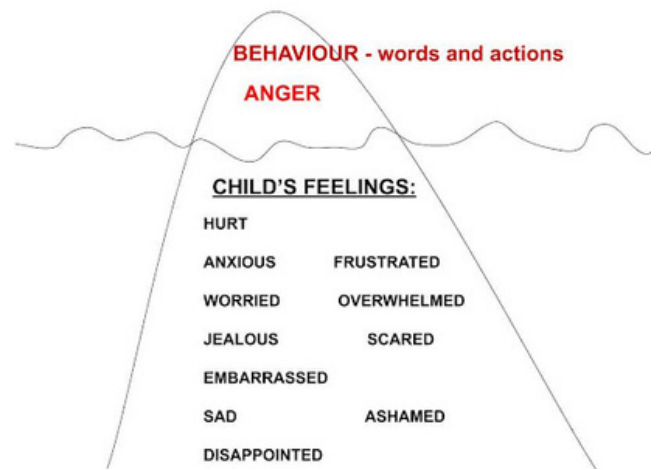 BEHAVIOUR - words and actions
ANGER
CHILD'S FEELINGS:
HURT
ANXIOUS FRUSTRATED
WORRIED OVERWHELMED
JEALOUS SCARED
EMBARRASSED
SAD ASHAMED
DISAPPOINTED